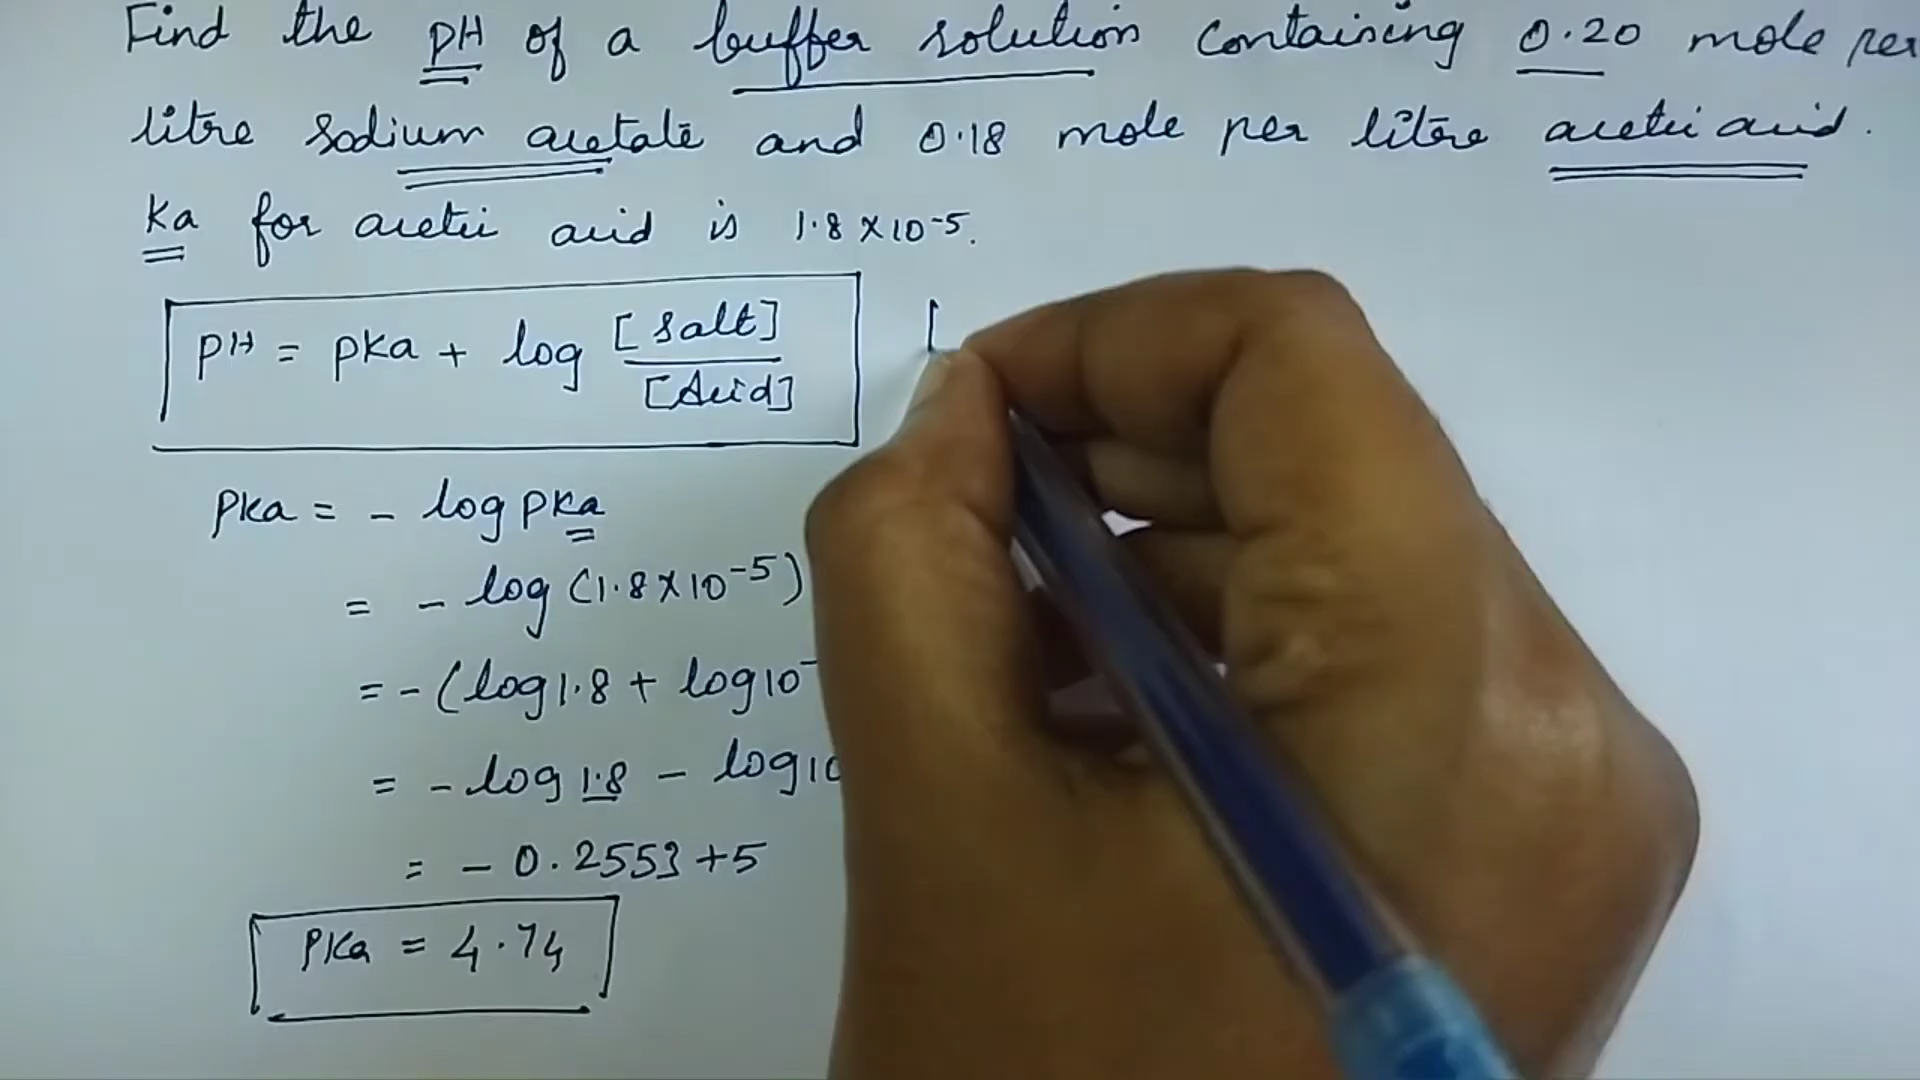 Find the pH of a buffer solution containing 0.20 mole per
litre sodium acetate and 0.18 mole per litre acetic acid.
Ka for acetic acid is 1.8 x 10-5.
pH = pKa + log [Salt]
[Acid]
[
pKa = - log pKa
= - log (1.8 x 10-5)
= - (log 1.8 + log 10-
= - log 1.8 - log 10
= - 0.2553 + 5
pKa = 4.74